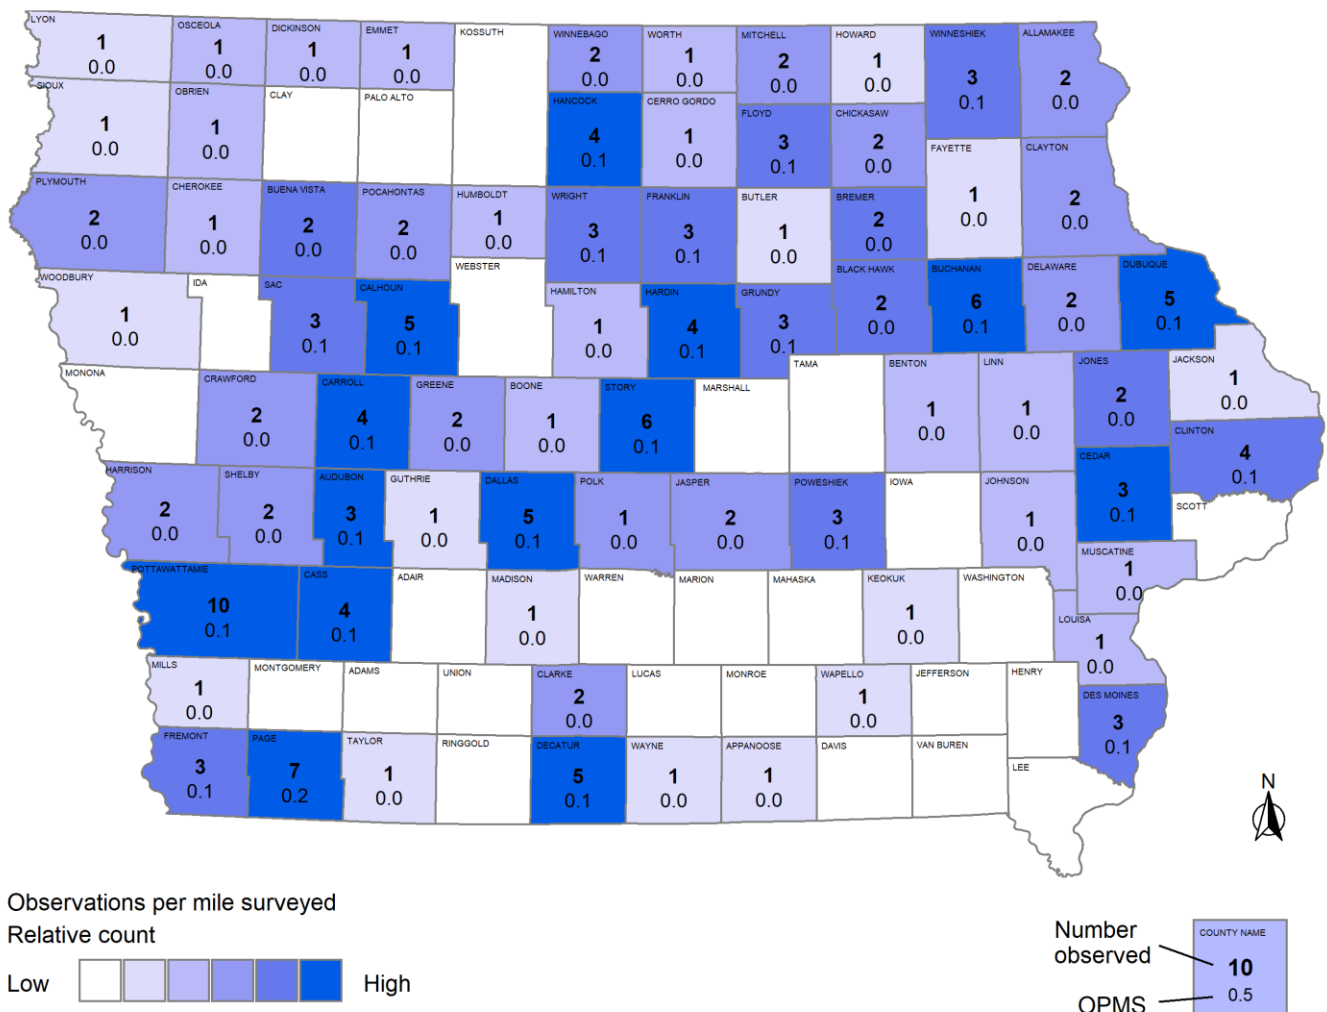 LYON
1
0.0
OSCEOLA
1
0.0
DICKINSON
1
0.0
EMMET
1
0.0
KOSSUTH
WINNEBAGO
2
0.0
WORTH
1
0.0
MITCHELL
2
0.0
HOWARD
1
0.0
WINNESHIEK
3
0.1
ALLAMAKEE
2
0.0
SIOUX
1
0.0
OBRIEN
1
0.0
CLAY
PALO ALTO
HANCOCK
4
0.1
CERRO GORDO
1
0.0
FLOYD
3
0.1
CHICKASAW
2
0.0
FAYETTE
1
0.0
CLAYTON
2
0.0
PLYMOUTH
2
0.0
CHEROKEE
1
0.0
BUENA VISTA
2
0.0
POCAHONTAS
2
0.0
HUMBOLDT
1
0.0
WRIGHT
3
0.1
FRANKLIN
3
0.1
BUTLER
1
0.0
BREMER
2
0.0
WOODBURY
1
0.0
IDA
SAC
3
0.1
CALHOUN
5
0.1
WEBSTER
HAMILTON
1
0.0
HARDIN
4
0.1
GRUNDY
3
0.1
BLACK HAWK
2
0.0
BUCHANAN
6
0.1
DELAWARE
2
0.0
DUBUQUE
5
0.1
MONONA
CRAWFORD
2
0.0
CARROLL
4
0.1
GREENE
2
0.0
BOONE
1
0.0
STORY
6
0.1
MARSHALL
TAMA
BENTON
1
0.0
LINN
1
0.0
JONES
2
0.0
JACKSON
1
0.0
CLINTON
4
0.1
CEDAR
3
0.1
HARRISON
2
0.0
SHELBY
2
0.0
AUDUBON
3
0.1
GUTHRIE
1
0.0
DALLAS
5
0.1
POLK
1
0.0
JASPER
2
0.0
POWESHIEK
3
0.1
IOWA
JOHNSON
1
0.0
SCOTT
MUSCATINE
1
0.0
POTTAWATTAMIE
10
0.1
CASS
4
0.1
ADAIR
MADISON
1
0.0
WARREN
MARION
MAHASKA
KEOKUK
1
0.0
WASHINGTON
LOUISA
1
0.0
MILLS
1
0.0
MONTGOMERY
ADAMS
UNION
CLARKE
2
0.0
LUCAS
MONROE
WAPELLO
1
0.0
JEFFERSON
HENRY
DES MOINES
3
0.1
FREMONT
3
0.1
PAGE
7
0.2
TAYLOR
1
0.0
RINGGOLD
DECATUR
5
0.1
WAYNE
1
0.0
APPANOOSE
1
0.0
DAVIS
VAN BUREN
LEE
N
Observations per mile surveyed
Relative count
Low
High
Number
observed
OPMS
COUNTY NAME
10
0.5